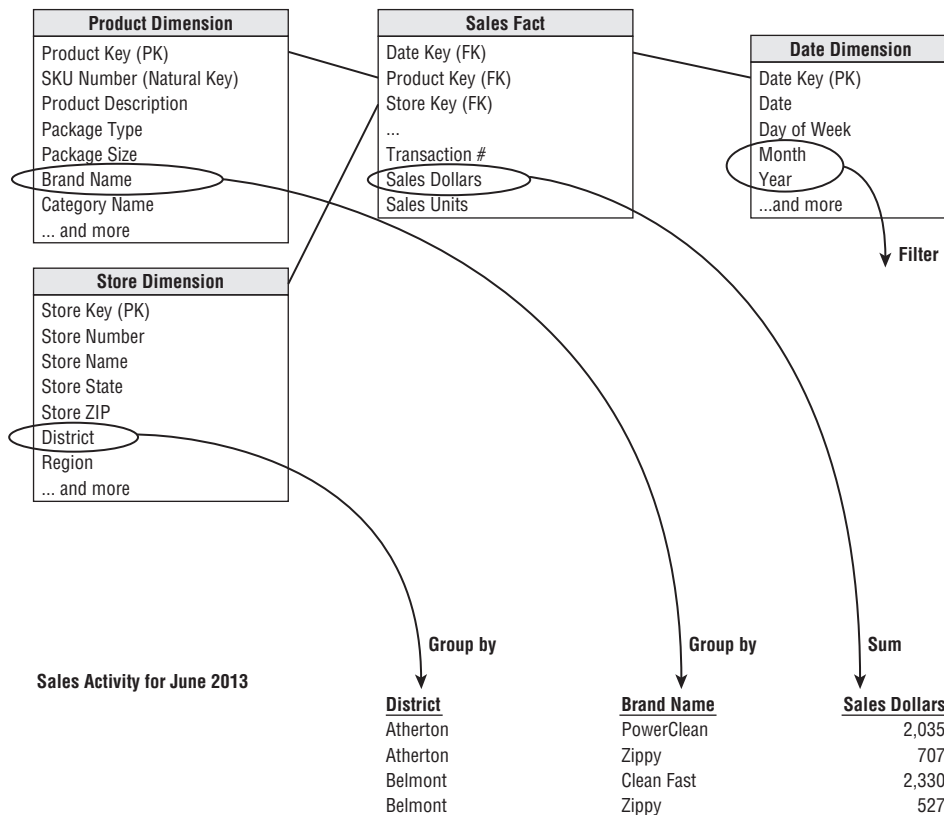 Product Dimension
Product Key (PK)
SKU Number (Natural Key)
Product Description
Package Type
Package Size
Brand Name
Category Name
... and more
Sales Fact
Date Key (FK)
Product Key (FK)
Store Key (FK)
...
Transaction #
Sales Dollars
Sales Units
Date Dimension
Date Key (PK)
Date
Day of Week
Month
Year
...and more
Filter
Store Dimension
Store Key (PK)
Store Number
Store Name
Store State
Store ZIP
District
Region
... and more
Group by
Group by
Sum
Sales Activity for June 2013
District Brand Name Sales Dollars
Atherton PowerClean 2,035
Atherton Zippy 707
Belmont Clean Fast 2,330
Belmont Zippy 527